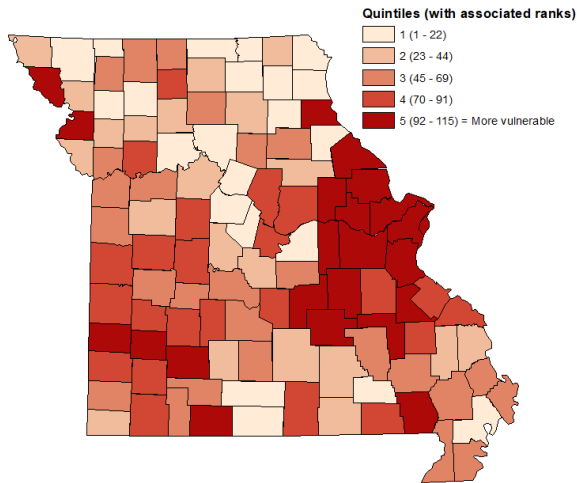 Quintiles (with associated ranks)
1 (1 - 22)
2 (23 - 44)
3 (45 - 69)
4 (70 - 91)
5 (92 - 115) = More vulnerable